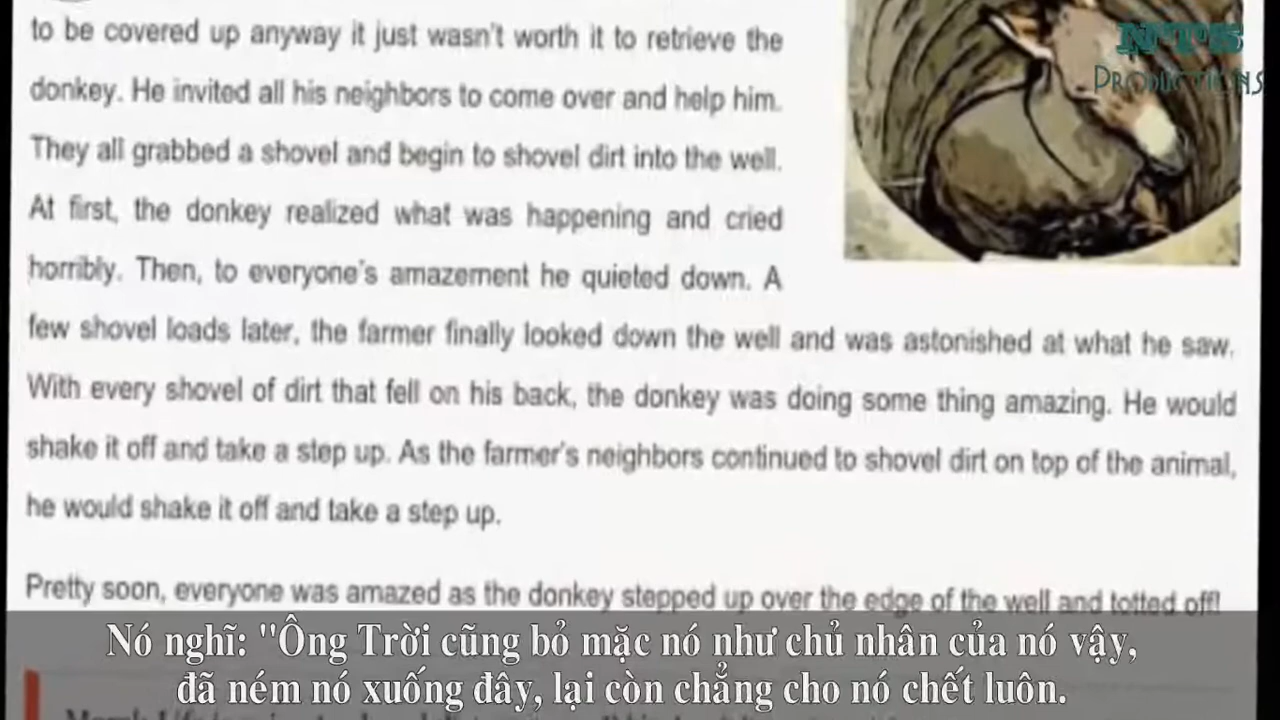 to be covered up anyway it just wasn't worth it to retrieve the
donkey. He invited all his neighbors to come over and help him.
They all grabbed a shovel and begin to shovel dirt into the well.
At first, the donkey realized what was happening and cried
horribly. Then, to everyone's amazement he quieted down. A
few shovel loads later, the farmer finally looked down the well and was astonished at what he saw.
With every shovel of dirt that fell on his back, the donkey was doing some thing amazing. He would
shake it off and take a step up. As the farmer's neighbors continued to shovel dirt on top of the animal,
he would shake it off and take a step up.
Pretty soon, everyone was amazed as the donkey stepped up over the edge of the well and totted off!
NTS
PRODUCTIONS
Nó nghĩ: "Ông Trời cũng bỏ mặc nó như chủ nhân của nó vậy,
đã ném nó xuống đây, lại còn chẳng cho nó chết luôn.